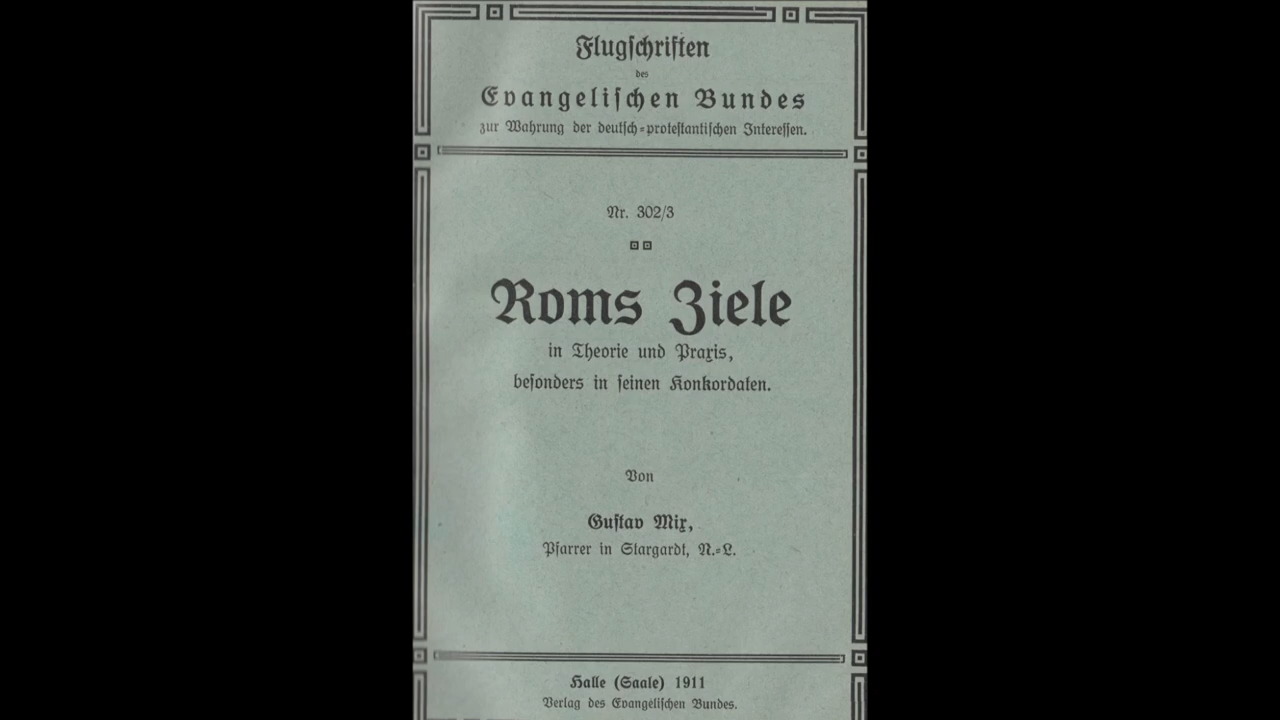 Flugschriften
des
Evangelischen Bundes
zur Wahrung der deutsch-protestantischen Interessen.
Nr. 302/3
Roms Ziele
in Theorie und Praxis,
besonders in seinen Konkordaten.
Von
Gustav Mix,
Pfarrer in Stargardt, N.-L.
Halle (Saale) 1911
Verlag des Evangelischen Bundes.